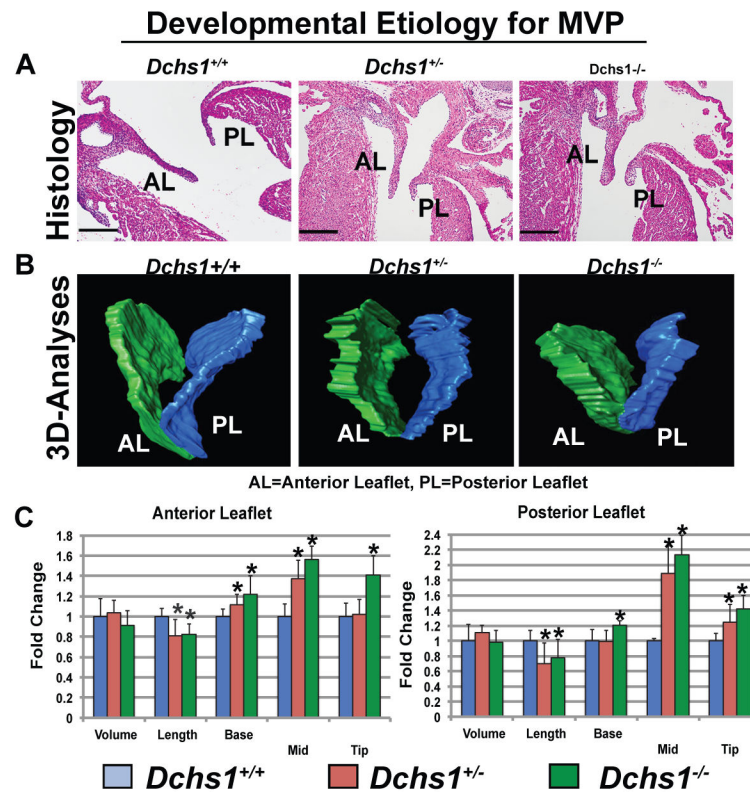 Developmental Etiology for MVP
A
Dchs1+/+
Dchs1+/-
Dchs1-/-
Histology
AL
PL
AL
PL
AL
PL
B
Dchs1+/+
Dchs1+/-
Dchs1-/-
3D-Analyses
AL
PL
AL
PL
AL
PL
AL=Anterior Leaflet, PL=Posterior Leaflet
C
Anterior Leaflet
Fold Change
1.8
1.6
1.4
1.2
1
0.8
0.6
0.4
0.2
0
* * * * * * *
Volume Length Base Mid Tip
Posterior Leaflet
Fold Change
2.4
2.2
2
1.8
1.6
1.4
1.2
1
0.8
0.6
0.4
0.2
0
* * * * * * *
Volume Length Base Mid Tip
Dchs1+/+ Dchs1+/- Dchs1-/-